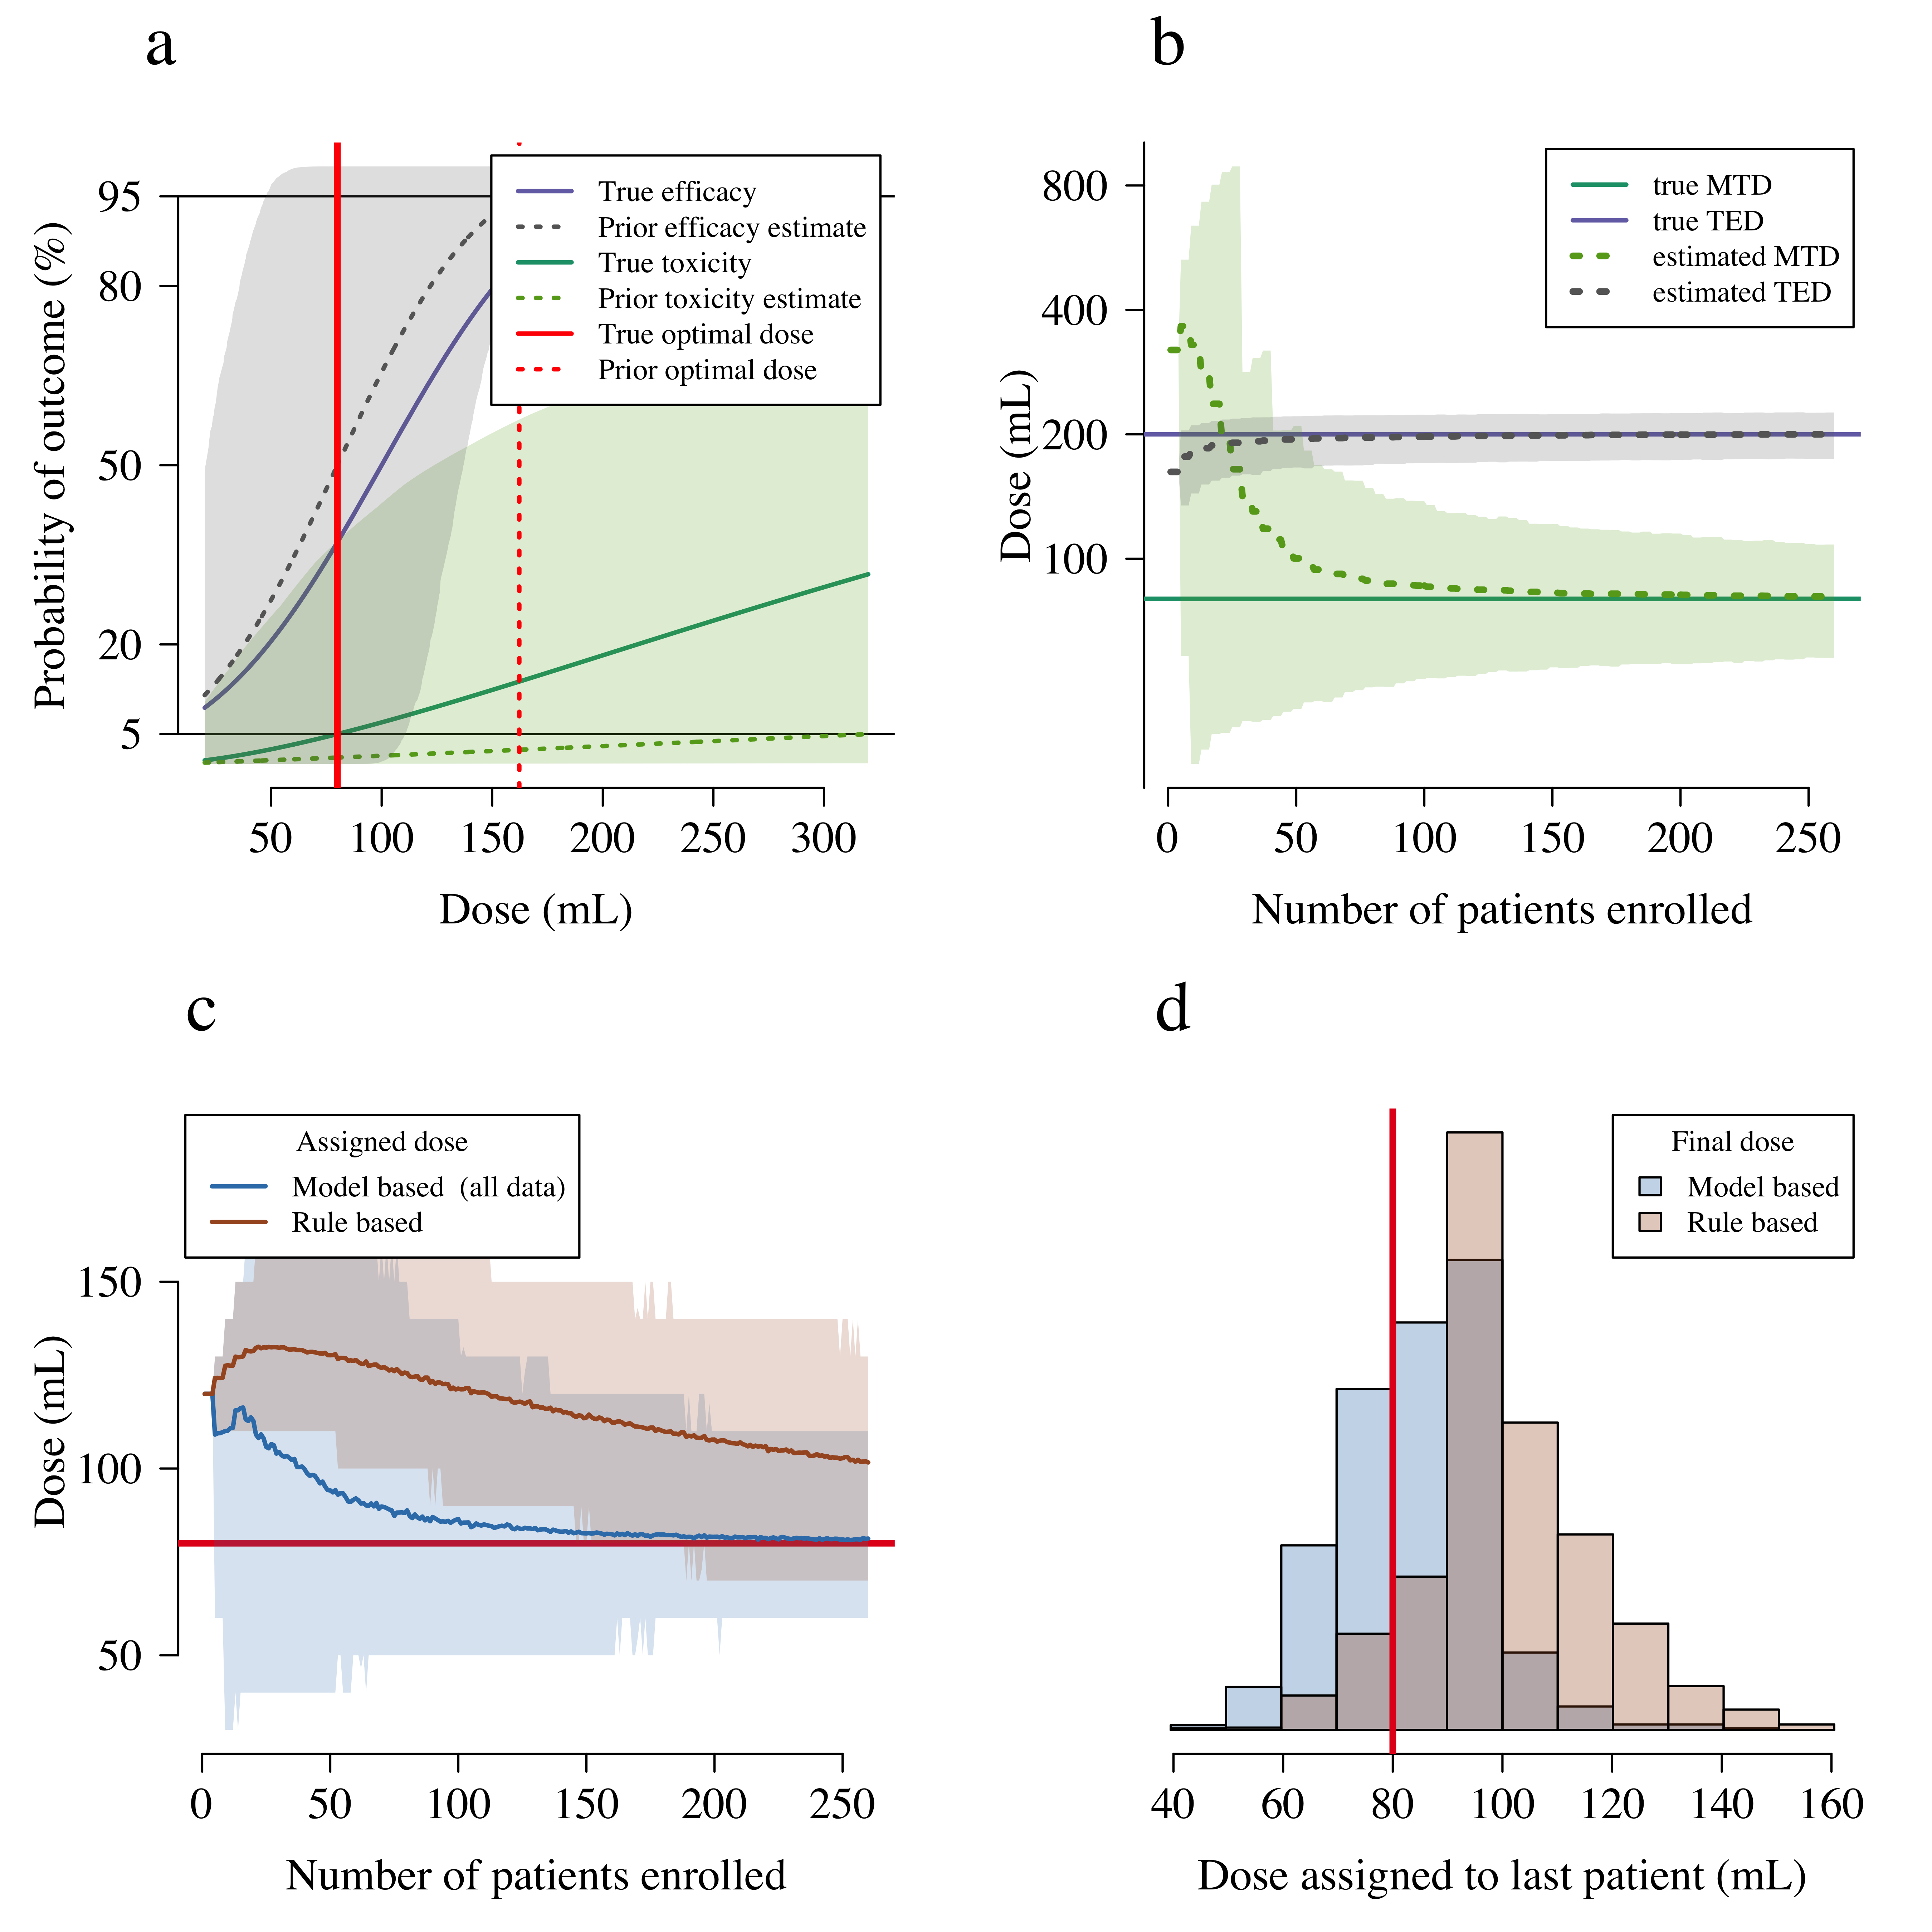 a
Probability of outcome (%)
95
80
50
20
5
True efficacy
Prior efficacy estimate
True toxicity
Prior toxicity estimate
True optimal dose
Prior optimal dose
50 100 150 200 250 300
Dose (mL)
b
Dose (mL)
800
400
200
100
true MTD
true TED
estimated MTD
estimated TED
0 50 100 150 200 250
Number of patients enrolled
c
Dose (mL)
150
100
50
Assigned dose
Model based (all data)
Rule based
0 50 100 150 200 250
Number of patients enrolled
d
Final dose
Model based
Rule based
40 60 80 100 120 140 160
Dose assigned to last patient (mL)